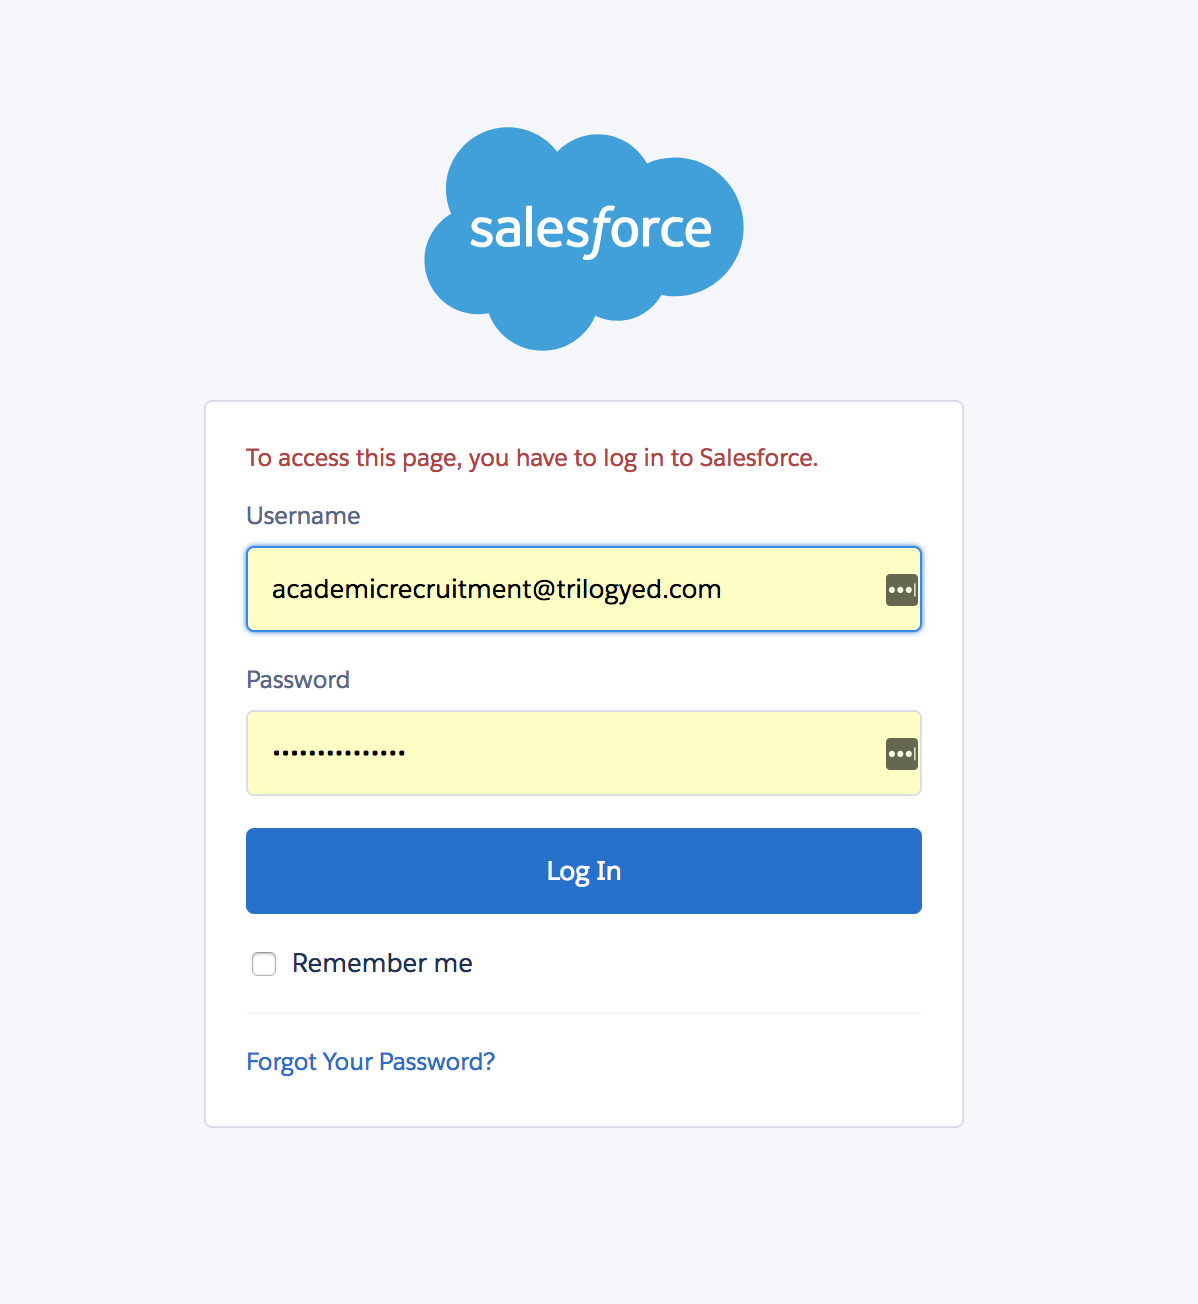 salesforce
To access this page, you have to log in to Salesforce.
Username
academicrecruitment@trilogyed.com
Password
•••••••••••••••
Log In
Remember me
Forgot Your Password?